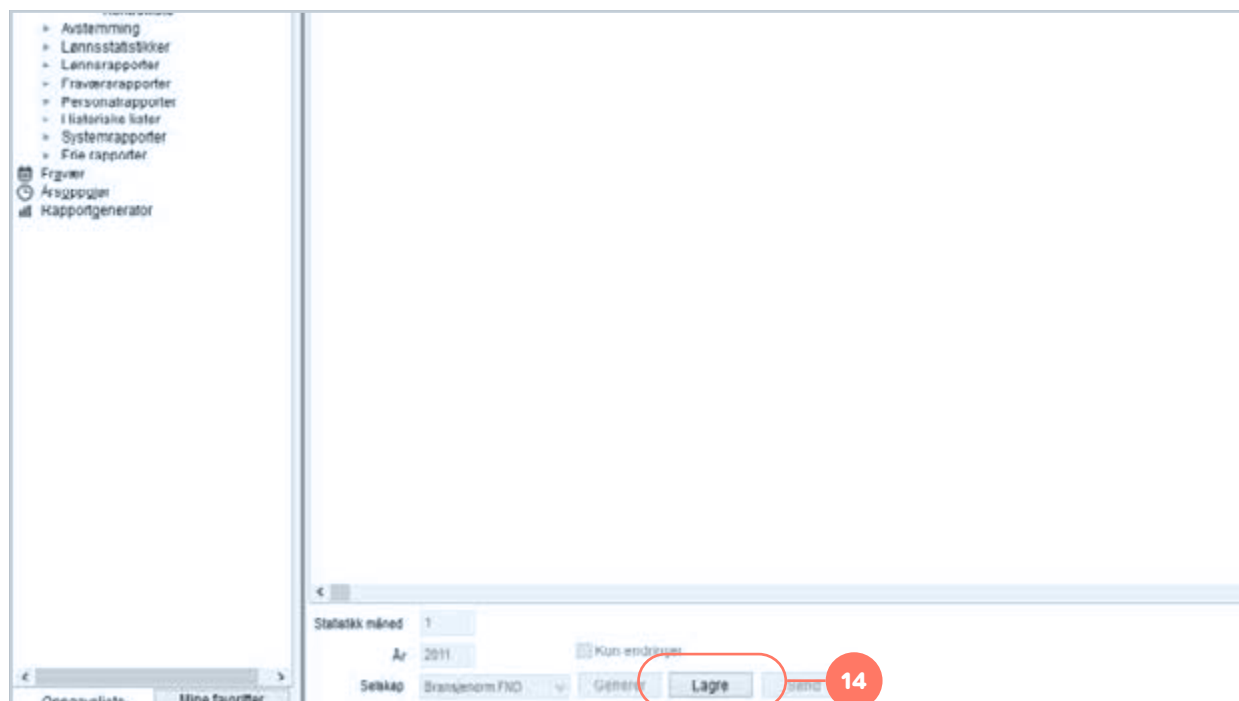 Avstemming
Lønnsstatistikker
Lønnsrapporter
Fraværsrapporter
Personalrapporter
Historiske lister
Systemrapporter
Frie rapporter
Fravær
Årsoppgjør
Rapportgenerator
Statistikk måned 1
År 2011 Kun endringer
Selskap Bransjenorm FNO Generer Lagre Send 14
Oppgaveliste Mine favoritter